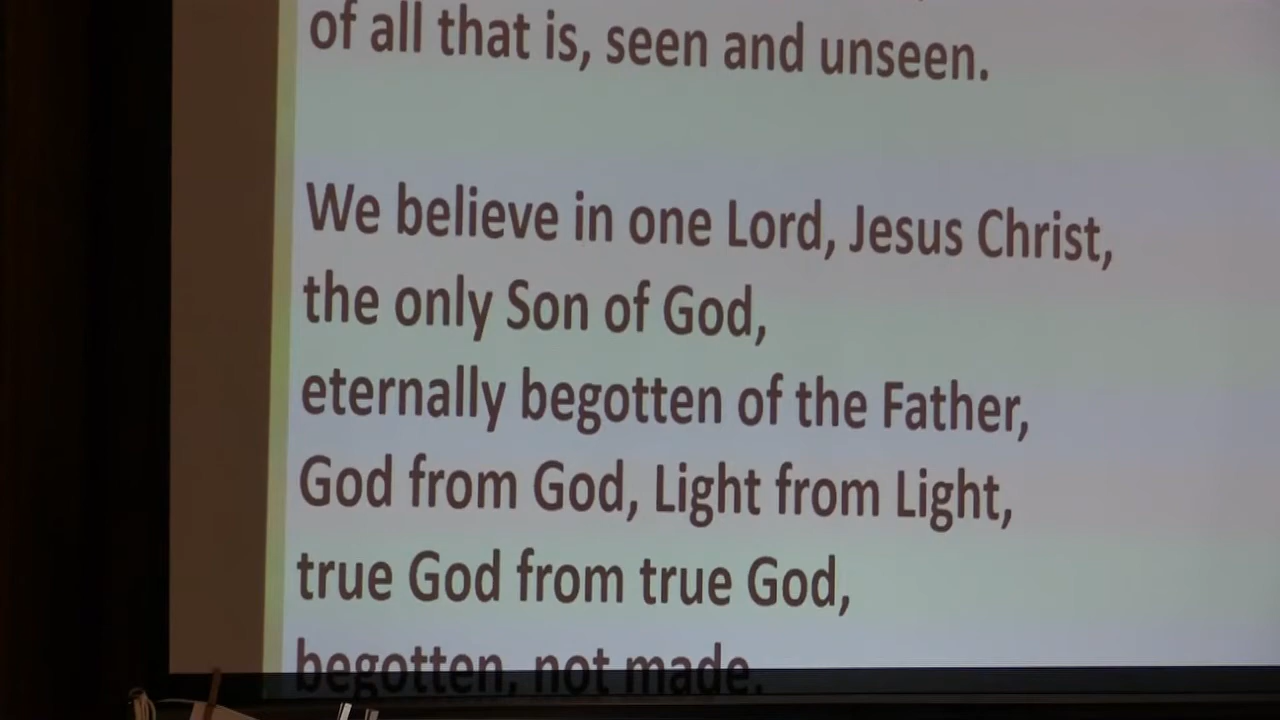 of all that is, seen and unseen.
We believe in one Lord, Jesus Christ,
the only Son of God,
eternally begotten of the Father,
God from God, Light from Light,
true God from true God,
begotten, not made.